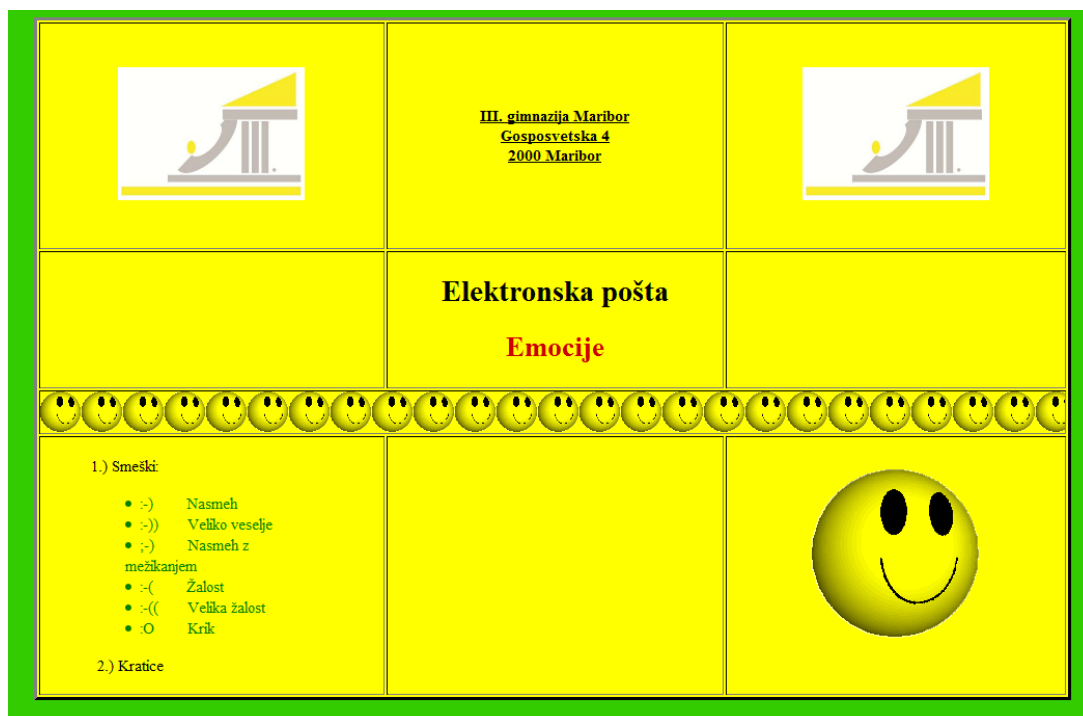 III. gimnazija Maribor
Gosposvetska 4
2000 Maribor
Elektronska pošta
Emocije
1.) Smeški:
• :-) Nasmeh
• :-)) Veliko veselje
• ;-) Nasmeh z
mežikanjem
• :-( Žalost
• :-(( Velika žalost
• :O Krik
2.) Kratice